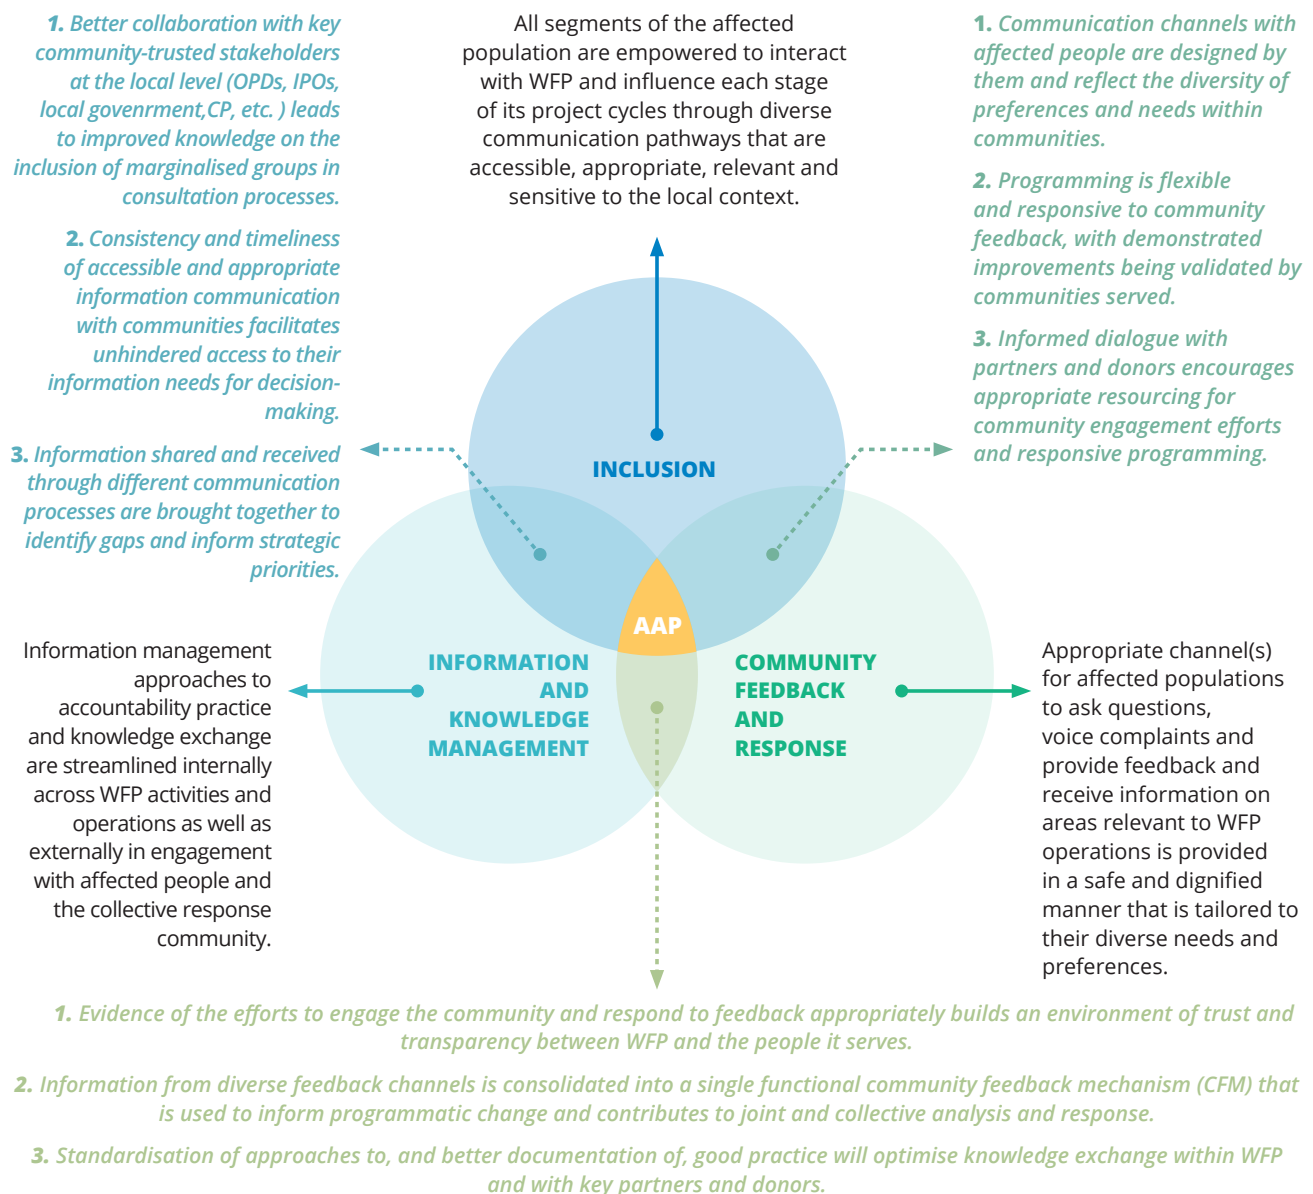 1. Better collaboration with key
community-trusted stakeholders
at the local level (OPDs, IPOs,
local govenrment,CP, etc. ) leads
to improved knowledge on the
inclusion of marginalised groups in
consultation processes.
2. Consistency and timeliness
of accessible and appropriate
information communication
with communities facilitates
unhindered access to their
information needs for decision-
making.
3. Information shared and received
through different communication
processes are brought together to
identify gaps and inform strategic
priorities.
All segments of the affected
population are empowered to interact
with WFP and influence each stage
of its project cycles through diverse
communication pathways that are
accessible, appropriate, relevant and
sensitive to the local context.
1. Communication channels with
affected people are designed by
them and reflect the diversity of
preferences and needs within
communities.
2. Programming is flexible
and responsive to community
feedback, with demonstrated
improvements being validated by
communities served.
3. Informed dialogue with
partners and donors encourages
appropriate resourcing for
community engagement efforts
and responsive programming.
INCLUSION
AAP
INFORMATION
AND
KNOWLEDGE
MANAGEMENT
COMMUNITY
FEEDBACK
AND
RESPONSE
Information management
approaches to
accountability practice
and knowledge exchange
are streamlined internally
across WFP activities and
operations as well as
externally in engagement
with affected people and
the collective response
community.
Appropriate channel(s)
for affected populations
to ask questions,
voice complaints and
provide feedback and
receive information on
areas relevant to WFP
operations is provided
in a safe and dignified
manner that is tailored to
their diverse needs and
preferences.
1. Evidence of the efforts to engage the community and respond to feedback appropriately builds an environment of trust and
transparency between WFP and the people it serves.
2. Information from diverse feedback channels is consolidated into a single functional community feedback mechanism (CFM) that
is used to inform programmatic change and contributes to joint and collective analysis and response.
3. Standardisation of approaches to, and better documentation of, good practice will optimise knowledge exchange within WFP
and with key partners and donors.